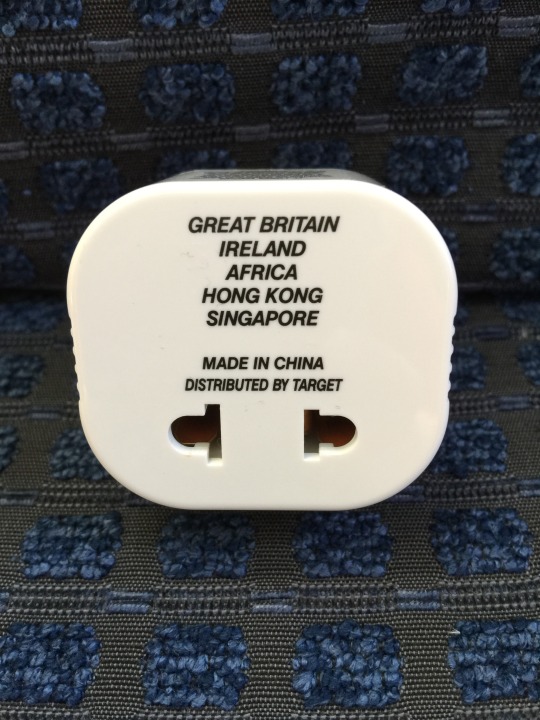 GREAT BRITAIN
IRELAND
AFRICA
HONG KONG
SINGAPORE
MADE IN CHINA
DISTRIBUTED BY TARGET